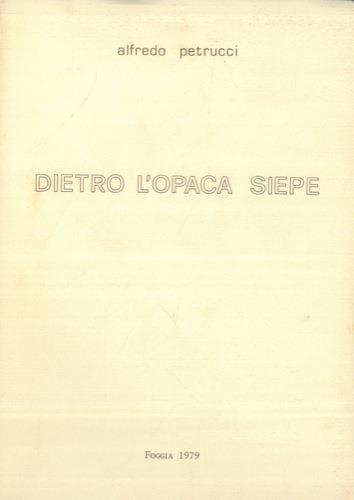 alfredo petrucci
DIETRO L'OPACA SIEPE
FOGGIA 1979